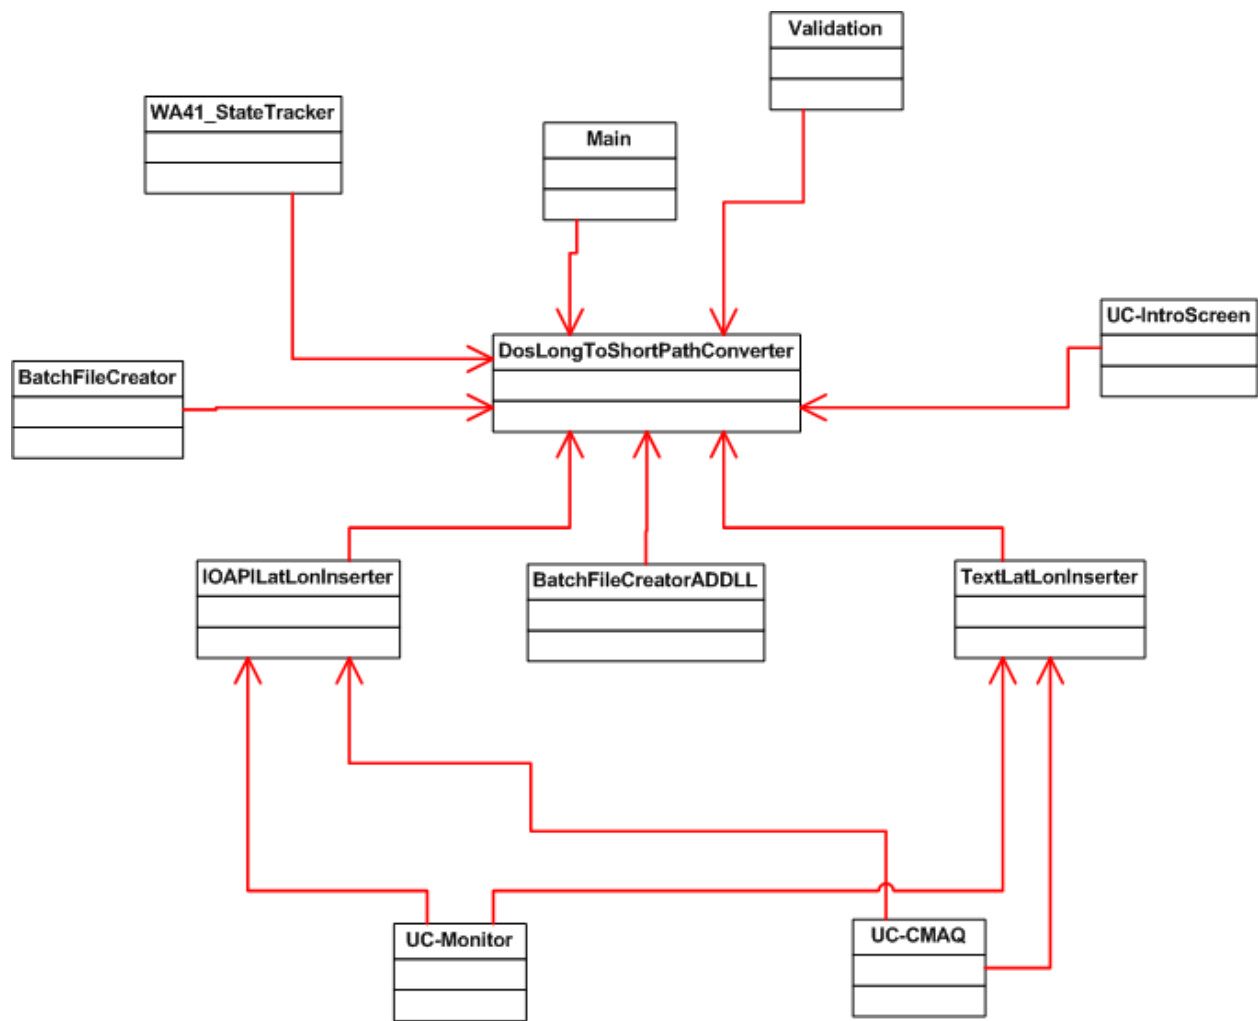 Validation
WA41_StateTracker
Main
UC-IntroScreen
DosLongToShortPathConverter
BatchFileCreator
IOAPILatLonInserter
BatchFileCreatorADDLL
TextLatLonInserter
UC-Monitor
UC-CMAQ